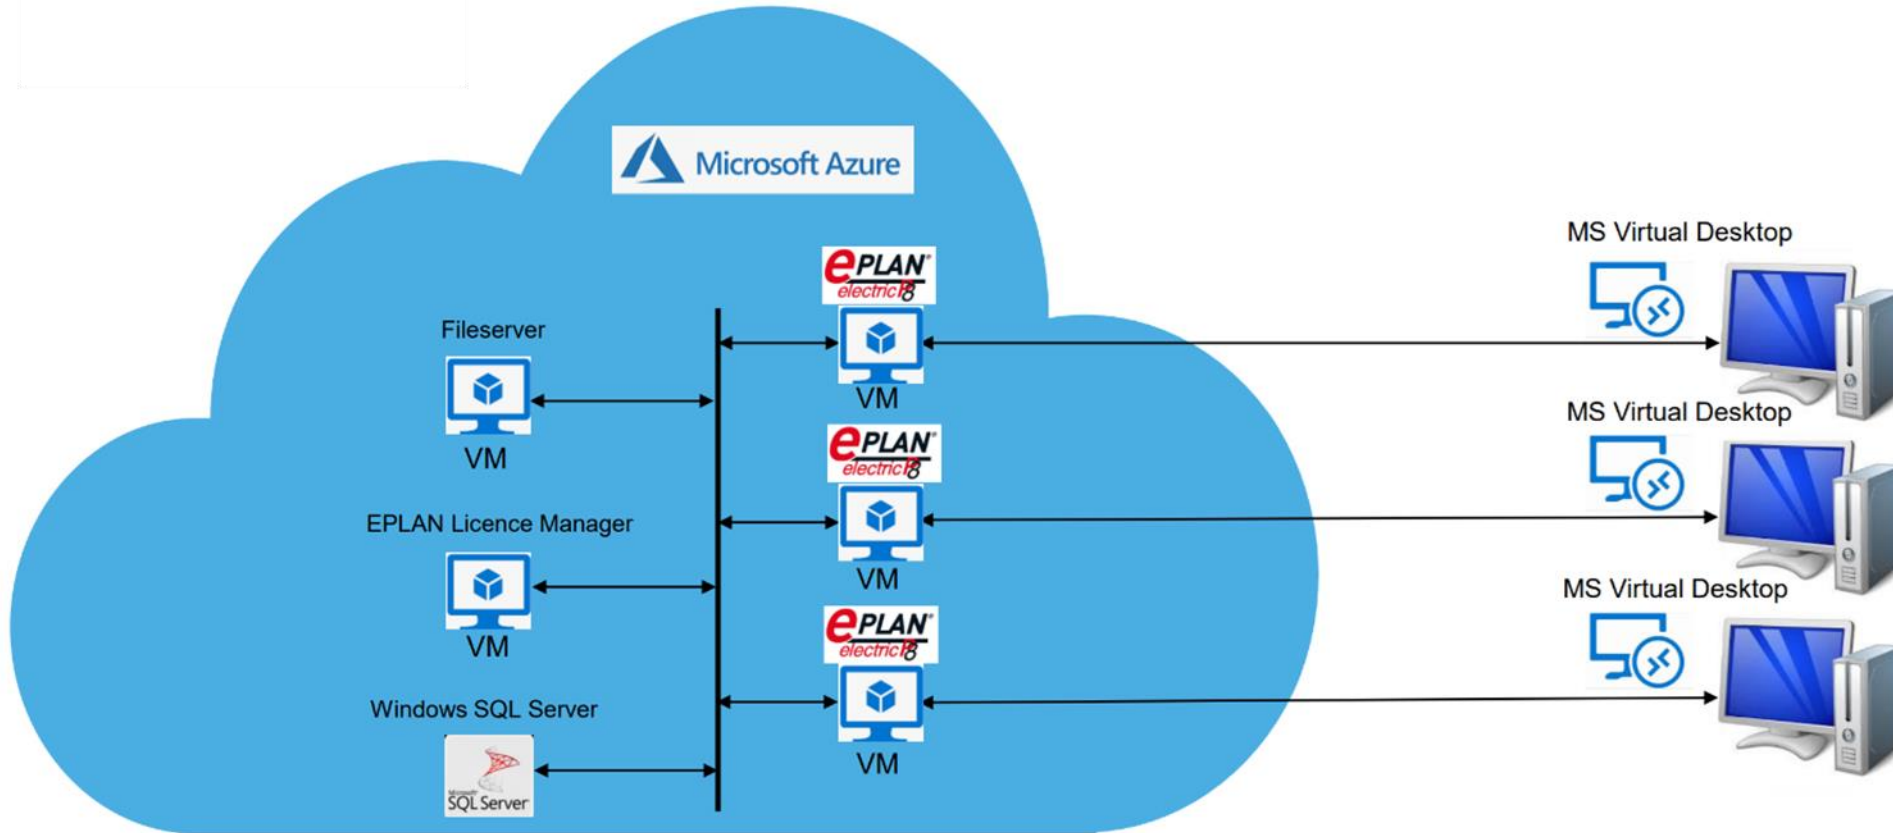 Microsoft Azure
MS Virtual Desktop
ePLAN®
electric P8
Fileserver
VM
VM
MS Virtual Desktop
ePLAN®
electric P8
EPLAN Licence Manager
VM
VM
MS Virtual Desktop
ePLAN®
electric P8
Windows SQL Server
VM
Microsoft®
SQL Server